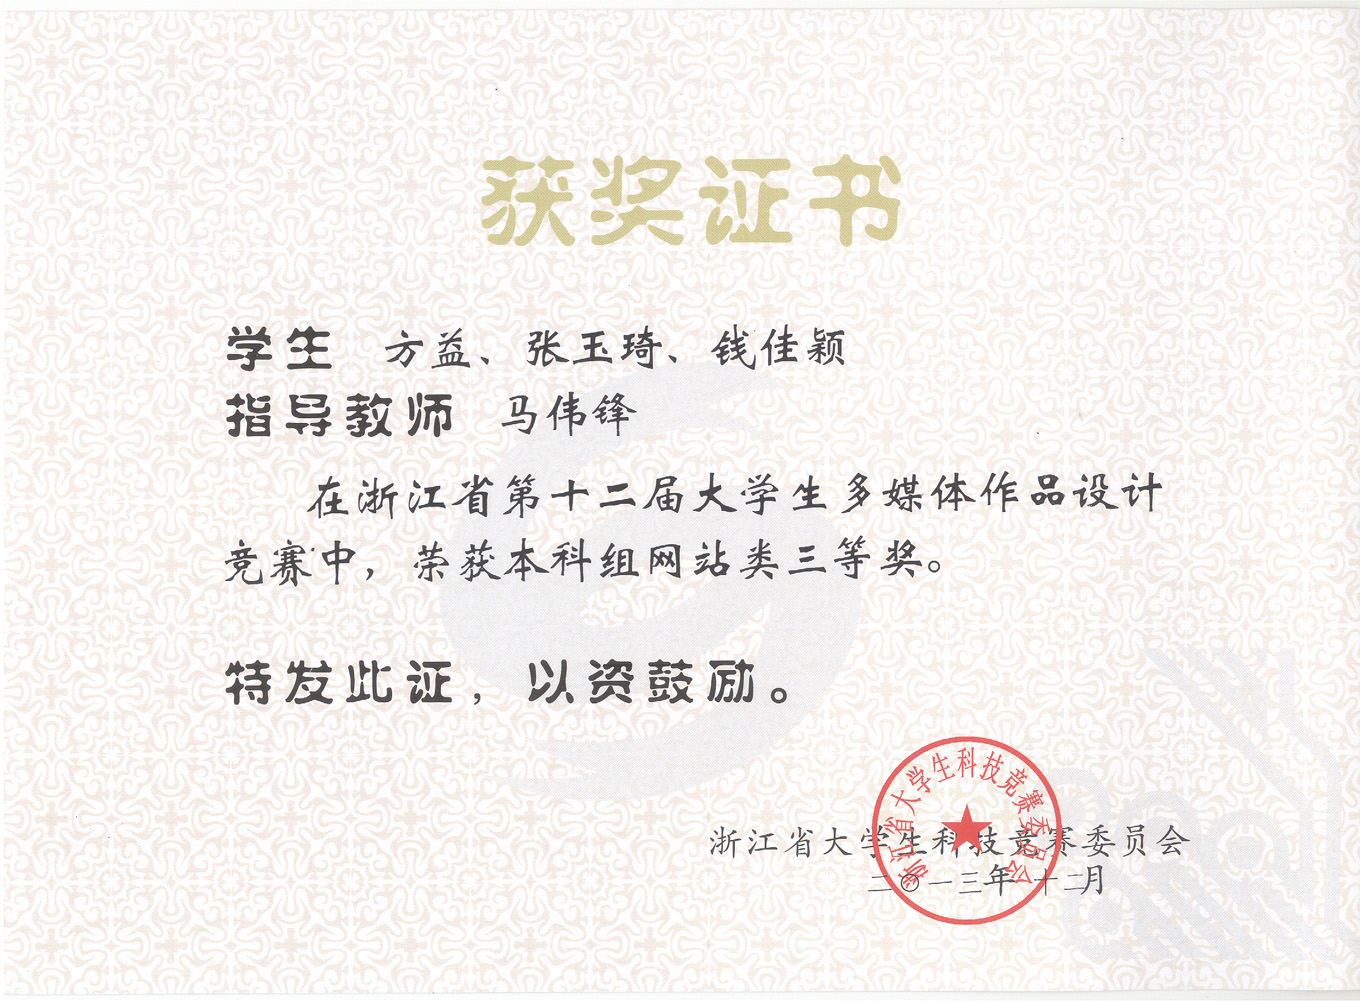 获奖证书
学生 方益、张玉琦、钱佳颖
指导教师 马伟锋
在浙江省第十二届大学生多媒体作品设计
竞赛中，荣获本科组网站类三等奖。
特发此证，以资鼓励。
浙江省大学生科技竞赛委员会
浙江省大学生科技竞赛委员会
二〇一三年十二月